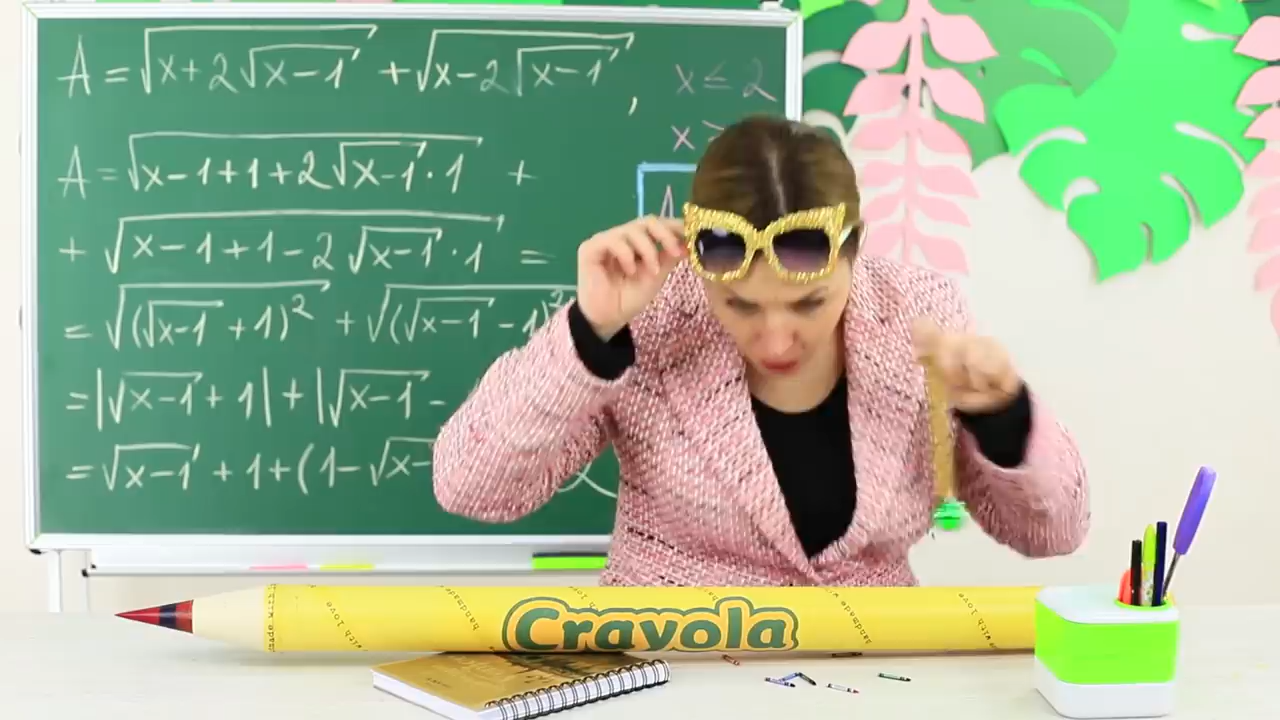 A = √(x+2√(x-1)) + √(x-2√(x-1)) , x ≤ 2
A = √(x-1+1+2√(x-1)·1) + x
+ √(x-1+1-2√(x-1)·1) = A
= √((√(x-1)+1)²) + √((√(x-1)-1)²
= |√(x-1)+1| + |√(x-1) -
= √(x-1) + 1 + (1-√(x-
Crayola
handmade with love